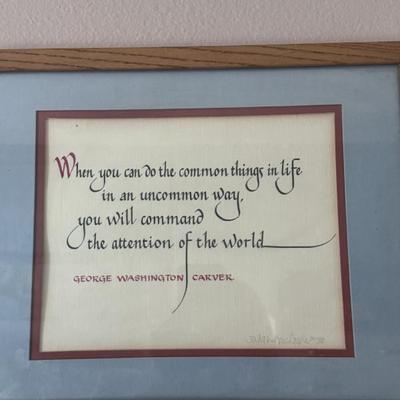 When you can do the common things in life
in an uncommon way,
you will command
the attention of the world
GEORGE WASHINGTON CARVER